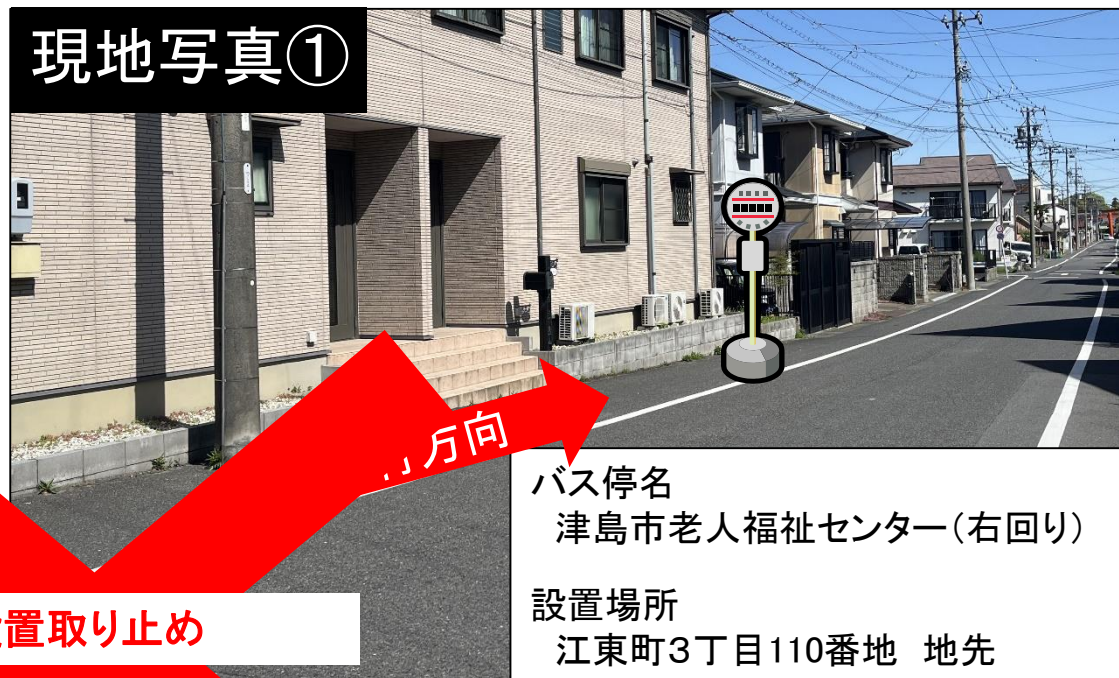 現地写真①
方向
バス停名
津島市老人福祉センター(右回り)
設置場所
江東町3丁目110番地 地先
置取り止め